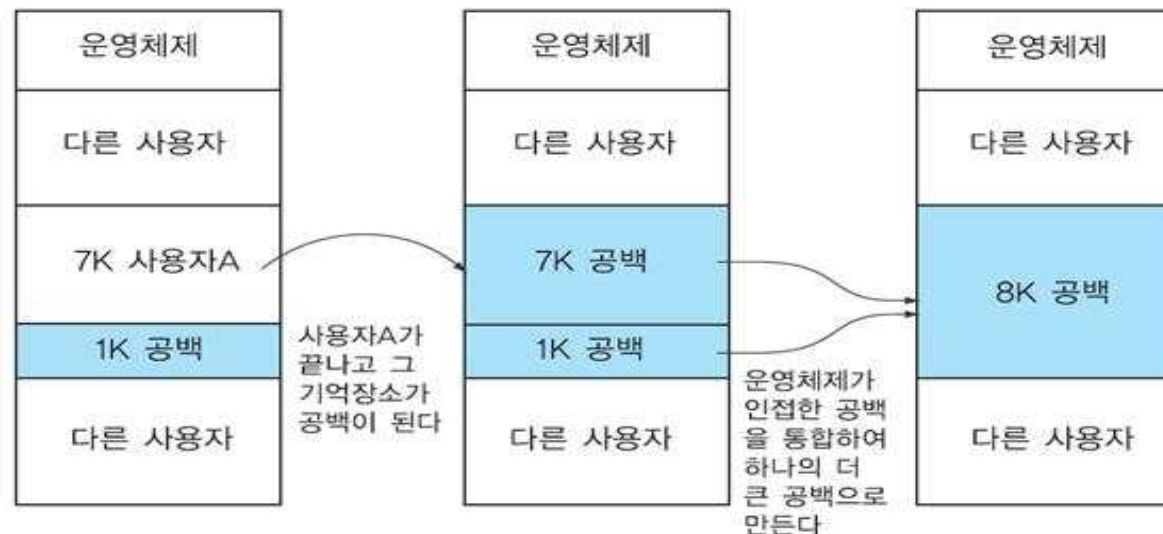 운영체제
다른 사용자
7K 사용자A
1K 공백
다른 사용자
사용자A가
끝나고 그
기억장소가
공백이 된다
운영체제
다른 사용자
7K 공백
1K 공백
다른 사용자
운영체제가
인접한 공백
을 통합하여
하나의 더
큰 공백으로
만든다
운영체제
다른 사용자
8K 공백
다른 사용자